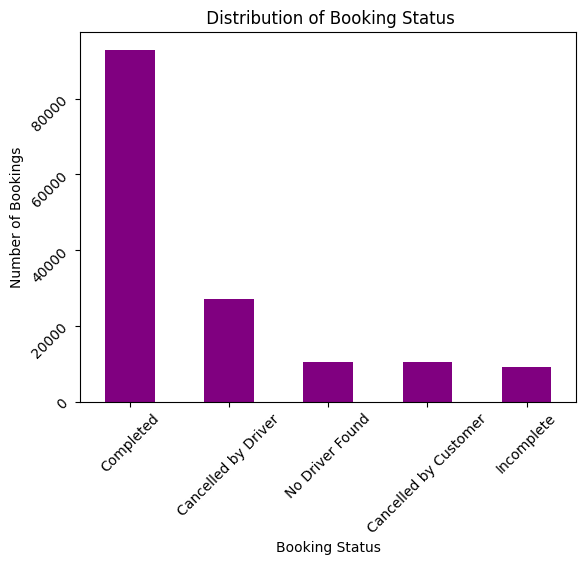 Distribution of Booking Status
Number of Bookings
80000
60000
40000
20000
0
Completed
Cancelled by Driver
No Driver Found
Cancelled by Customer
Incomplete
Booking Status